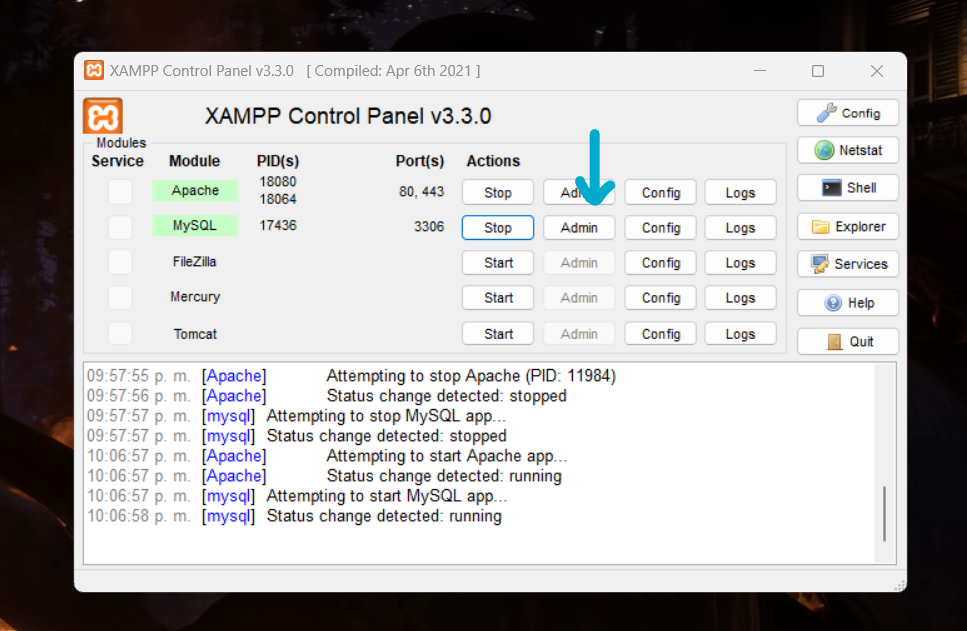 XAMPP Control Panel v3.3.0 [ Compiled: Apr 6th 2021 ]
XAMPP Control Panel v3.3.0
Config
Modules
Service Module PID(s) Port(s) Actions
Netstat
Apache 18080 80, 443 Stop Config Logs
18064
Shell
MySQL 17436 3306 Stop Admin Config Logs
Explorer
FileZilla Start Admin Config Logs
Services
Mercury Start Admin Config Logs
Help
Tomcat Start Admin Config Logs
Quit
09:57:55 p. m. [Apache] Attempting to stop Apache (PID: 11984)
09:57:56 p. m. [Apache] Status change detected: stopped
09:57:57 p. m. [mysql] Attempting to stop MySQL app...
09:57:57 p. m. [mysql] Status change detected: stopped
10:06:57 p. m. [Apache] Attempting to start Apache app...
10:06:57 p. m. [Apache] Status change detected: running
10:06:57 p. m. [mysql] Attempting to start MySQL app...
10:06:58 p. m. [mysql] Status change detected: running